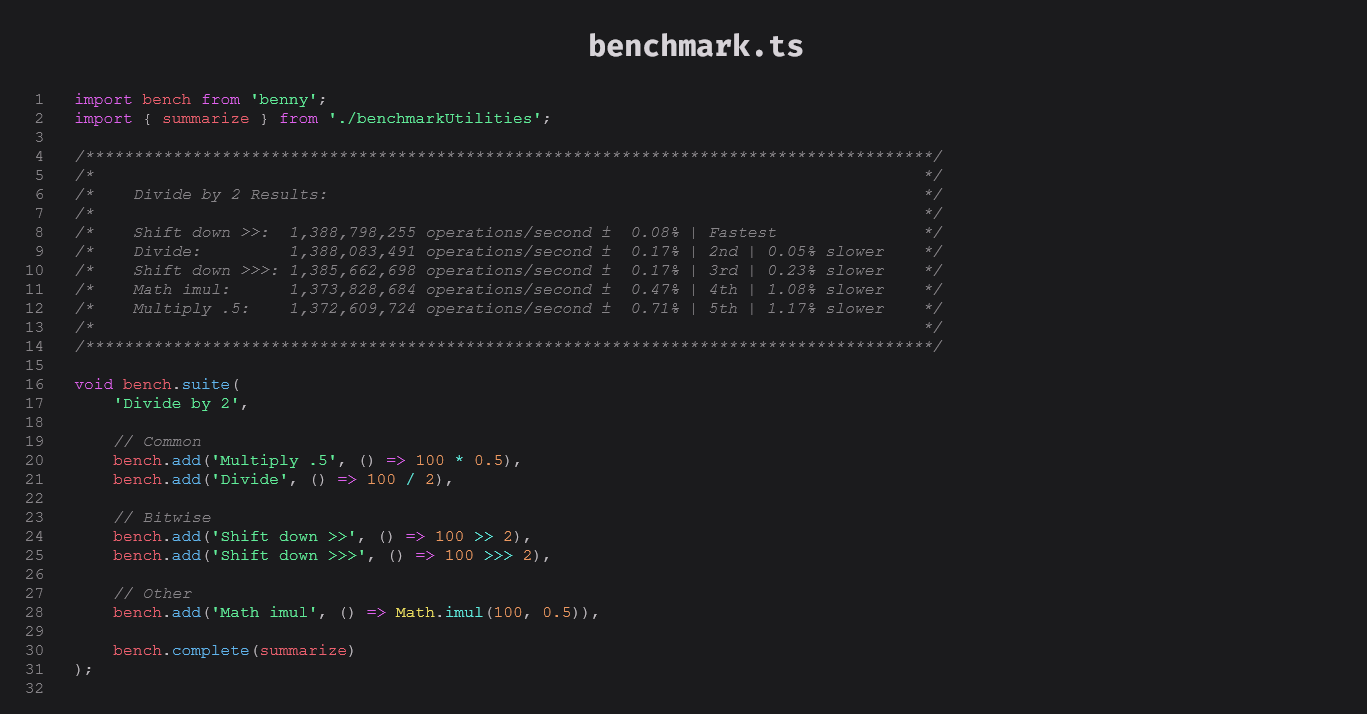 benchmark.ts
1 import bench from 'benny';
2 import { summarize } from './benchmarkUtilities';
3
4 /***************************************************************************************/
5 /*                                                                                     */
6 /*    Divide by 2 Results:                                                             */
7 /*                                                                                     */
8 /*    Shift down >>:  1,388,798,255 operations/second ±  0.08% | Fastest               */
9 /*    Divide:         1,388,083,491 operations/second ±  0.17% | 2nd | 0.05% slower    */
10 /*    Shift down >>>: 1,385,662,698 operations/second ±  0.17% | 3rd | 0.23% slower    */
11 /*    Math imul:      1,373,828,684 operations/second ±  0.47% | 4th | 1.08% slower    */
12 /*    Multiply .5:    1,372,609,724 operations/second ±  0.71% | 5th | 1.17% slower    */
13 /*                                                                                     */
14 /***************************************************************************************/
15
16 void bench.suite(
17     'Divide by 2',
18
19     // Common
20     bench.add('Multiply .5', () => 100 * 0.5),
21     bench.add('Divide', () => 100 / 2),
22
23     // Bitwise
24     bench.add('Shift down >>', () => 100 >> 2),
25     bench.add('Shift down >>>', () => 100 >>> 2),
26
27     // Other
28     bench.add('Math imul', () => Math.imul(100, 0.5)),
29
30     bench.complete(summarize)
31 );
32